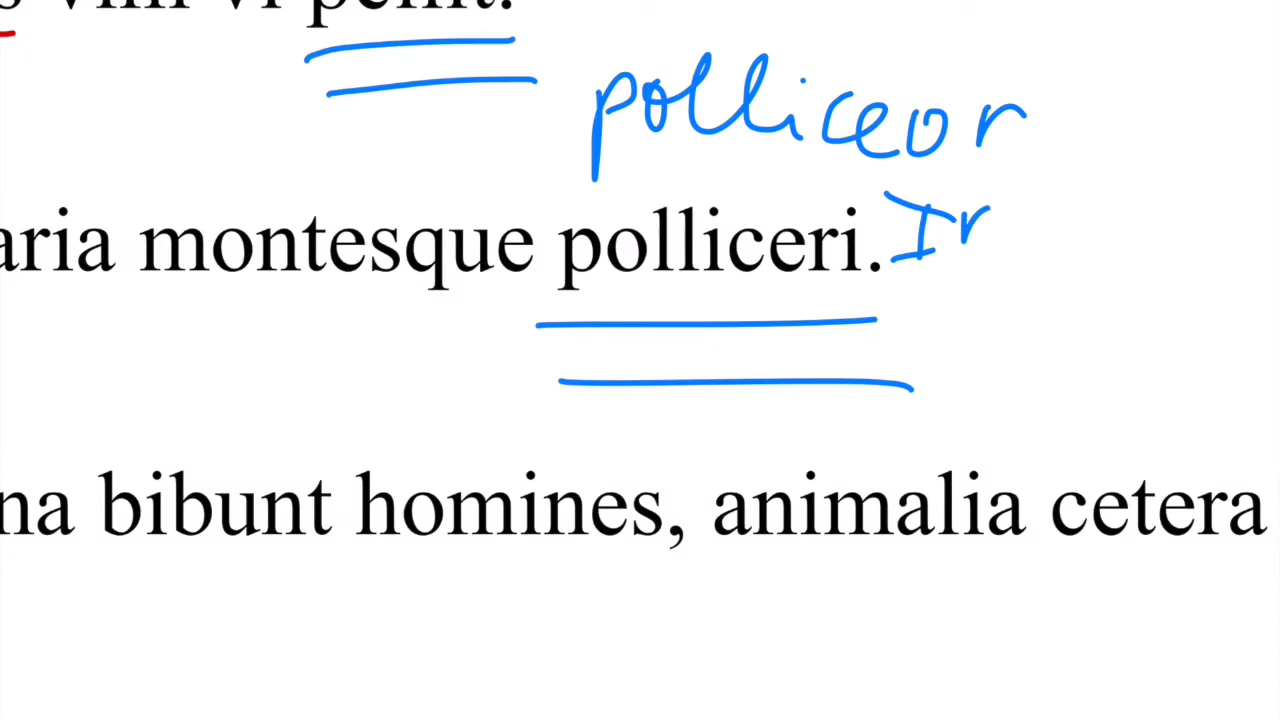 polliceor
aria montesque polliceri. Ir
na bibunt homines, animalia cetera